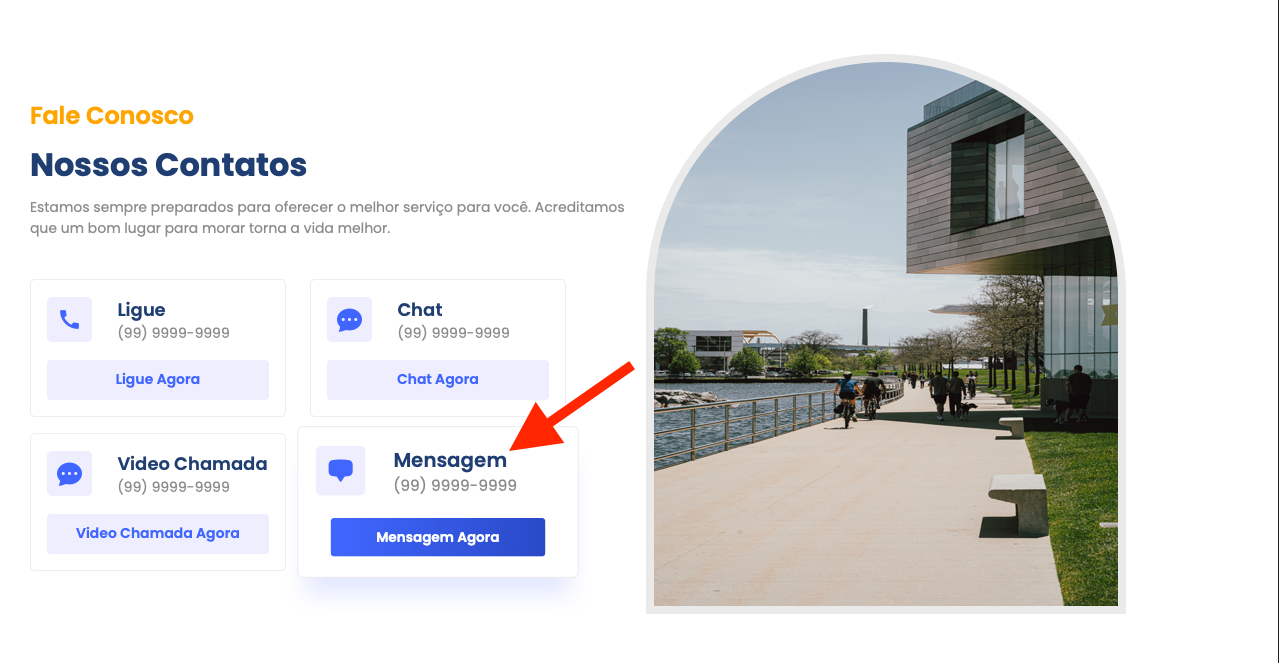 Fale Conosco
Nossos Contatos
Estamos sempre preparados para oferecer o melhor serviço para você. Acreditamos
que um bom lugar para morar torna a vida melhor.
Ligue
(99) 9999-9999
Ligue Agora
Chat
(99) 9999-9999
Chat Agora
Video Chamada
(99) 9999-9999
Video Chamada Agora
Mensagem
(99) 9999-9999
Mensagem Agora